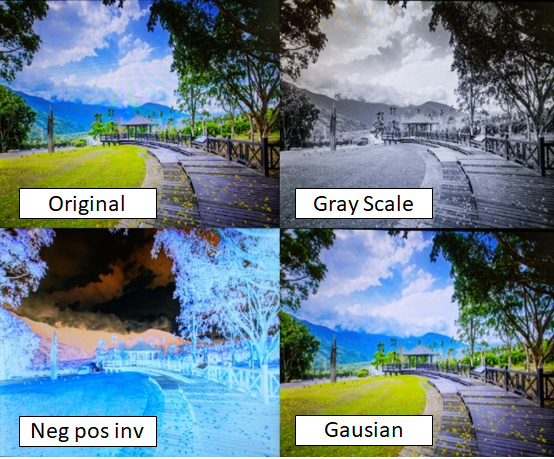 Original
Gray Scale
Neg pos inv
Gausian